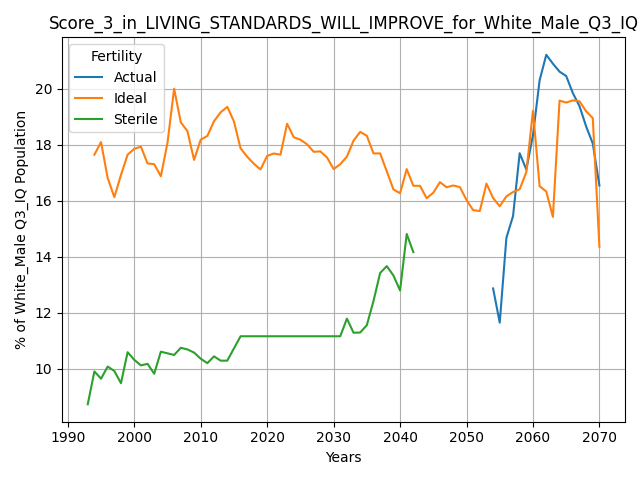 Score_3_in_LIVING_STANDARDS_WILL_IMPROVE_for_White_Male_Q3_IQ
Fertility
Actual
Ideal
Sterile
% of White_Male Q3_IQ Population
20
18
16
14
12
10
1990 2000 2010 2020 2030 2040 2050 2060 2070
Years